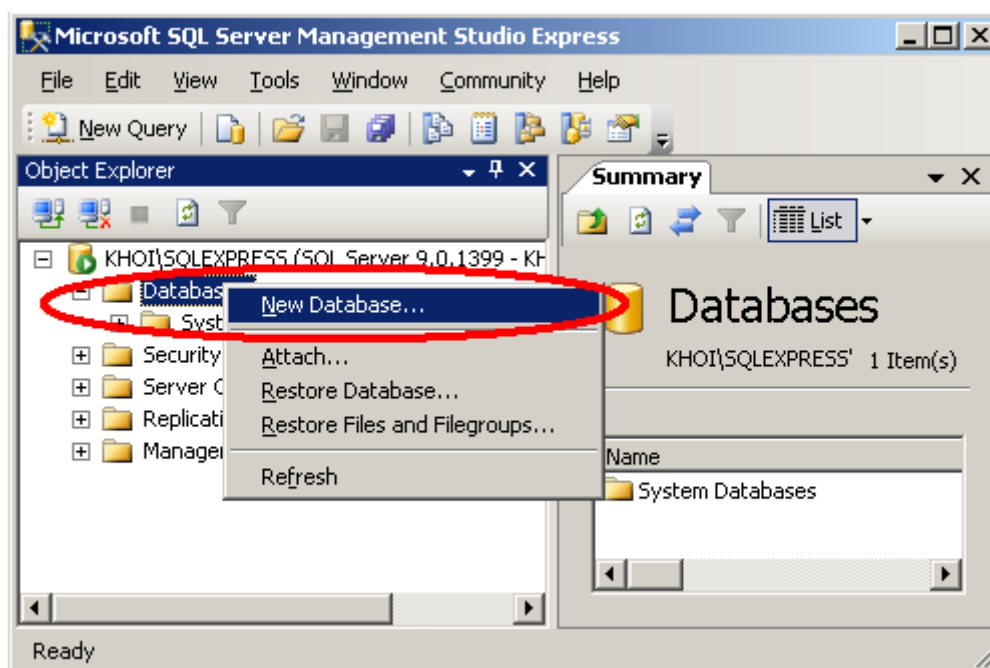 Microsoft SQL Server Management Studio Express
File Edit View Tools Window Community Help
New Query
Object Explorer
Summary
List
KHOI\SQLEXPRESS (SQL Server 9.0.1399 - KH
Databas
New Database...
Syst
Attach...
Security
Restore Database...
Server
Restore Files and Filegroups...
Replicati
Manage
Refresh
Databases
KHOI\SQLEXPRESS' 1 Item(s)
Name
System Databases
Ready